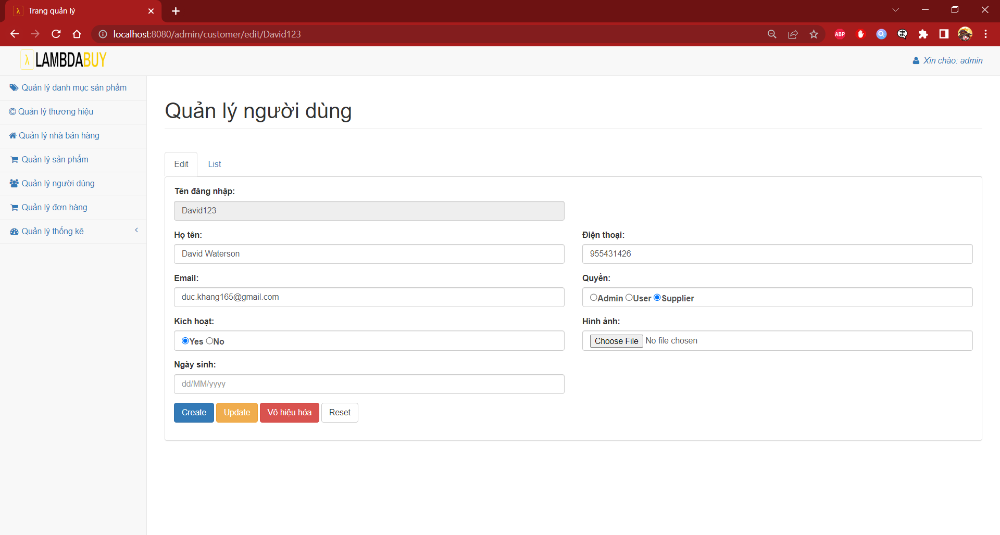 Trang quản lý
localhost:8080/admin/customer/edit/David123
ABP
λ LAMBDABUY
Xin chào: admin
Quản lý danh mục sản phẩm
Quản lý thương hiệu
Quản lý nhà bán hàng
Quản lý sản phẩm
Quản lý người dùng
Quản lý đơn hàng
Quản lý thống kê
Quản lý người dùng
Edit List
Tên đăng nhập:
David123
Họ tên:
David Waterson
Điện thoại:
955431426
Email:
duc.khang165@gmail.com
Quyền:
Admin User Supplier
Kích hoạt:
Yes No
Hình ảnh:
Choose File No file chosen
Ngày sinh:
dd/MM/yyyy
Create Update Vô hiệu hóa Reset